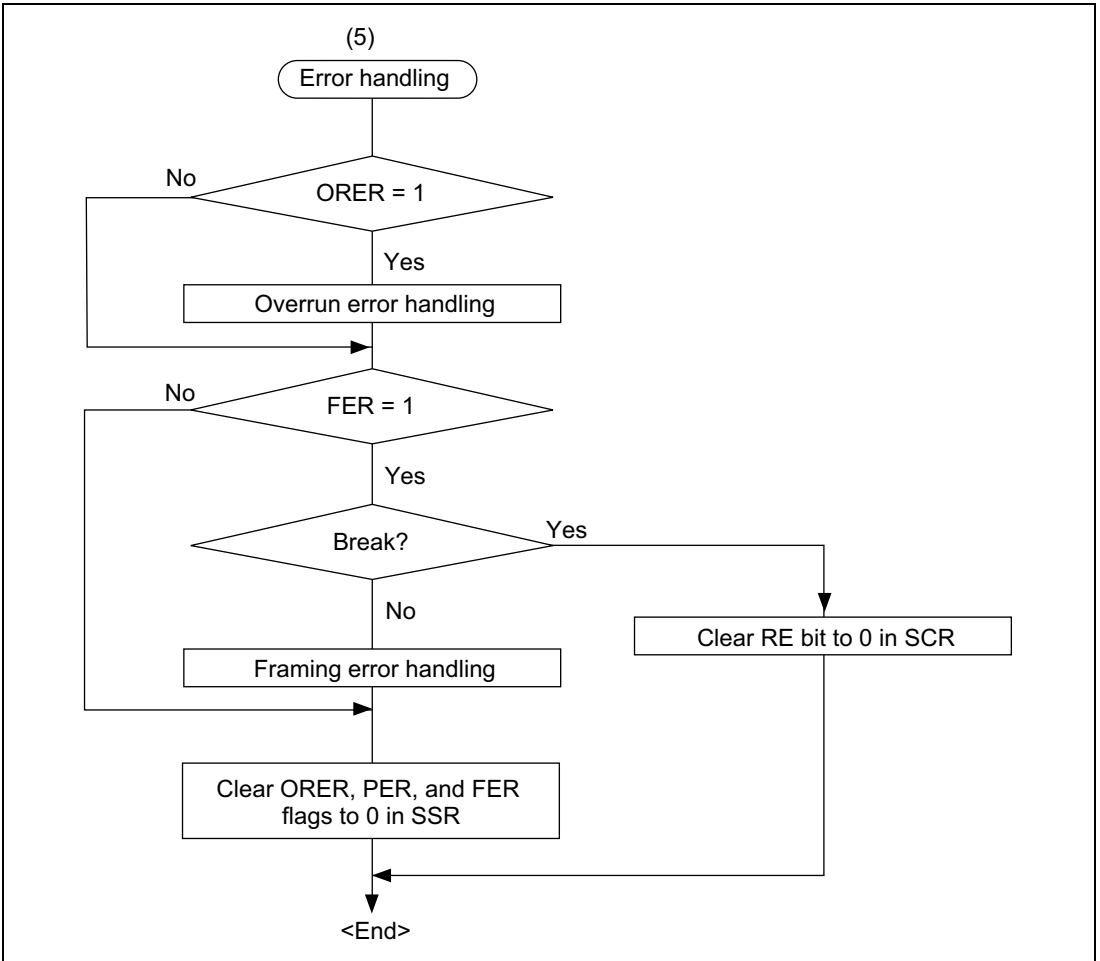 (5)
Error handling
No
ORER = 1
Yes
Overrun error handling
No
FER = 1
Yes
Break?
Yes
No
Clear RE bit to 0 in SCR
Framing error handling
Clear ORER, PER, and FER
flags to 0 in SSR
<End>